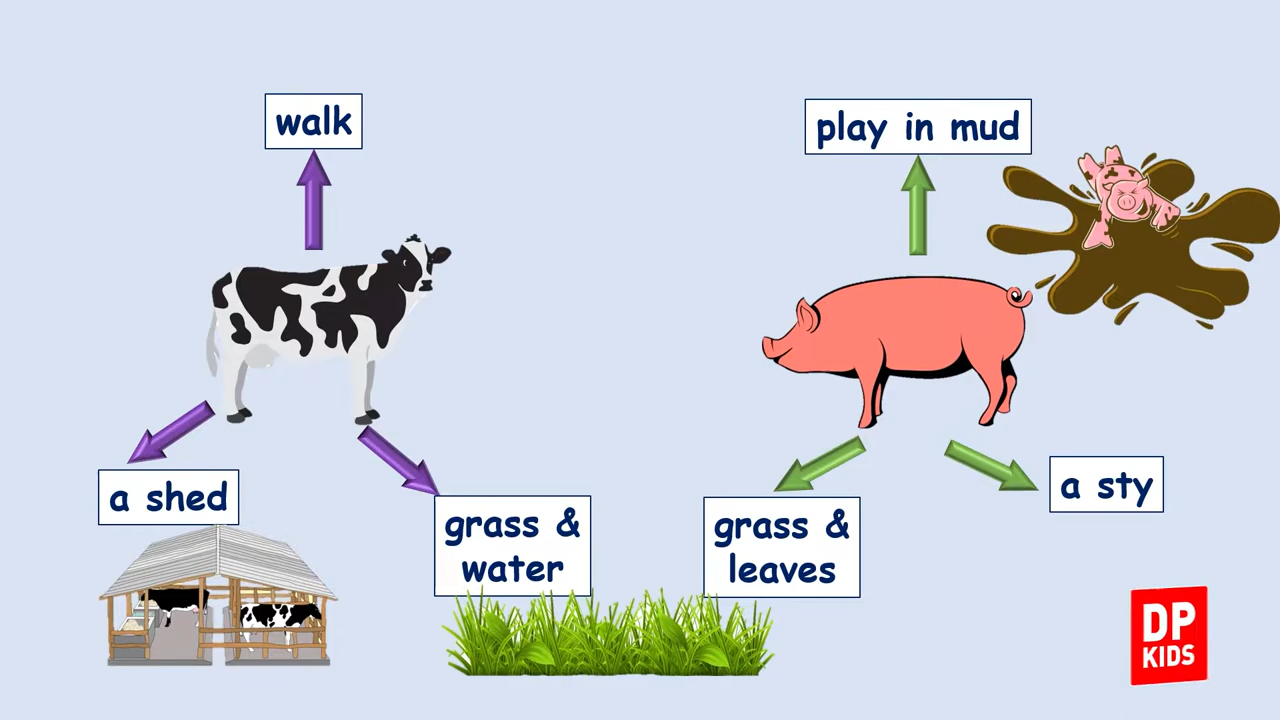 walk
play in mud
a shed
grass &
water
grass &
leaves
a sty
DP
KIDS